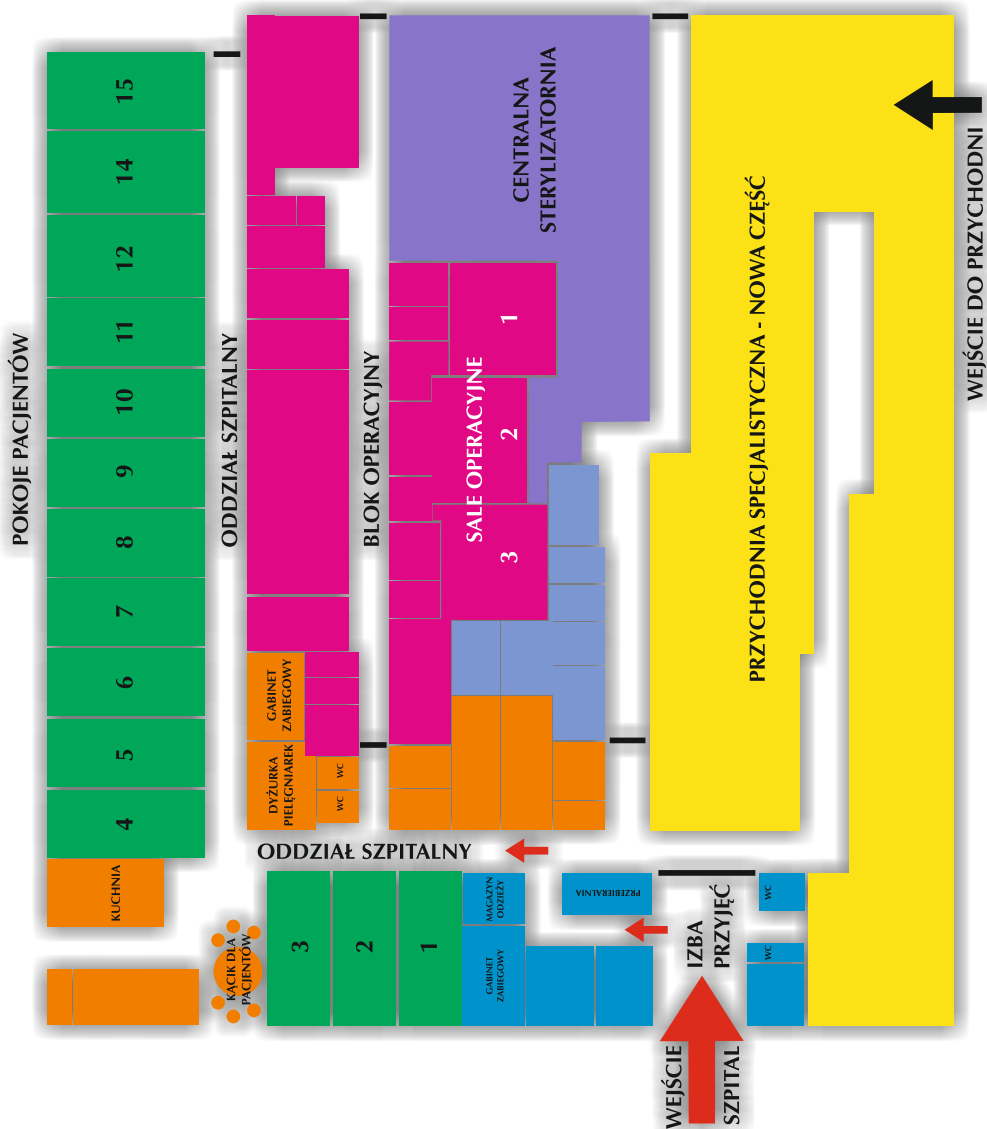 POKOJE PACJENTÓW
15
14
12
11
10
9
8
7
6
5
4
KUCHNIA
ODDZIAŁ SZPITALNY
GABINET
ZABIEGOWY
DYŻURKA
PIELĘGNIAREK
WC
WC
BLOK OPERACYJNY
CENTRALNA
STERYLIZATORNIA
SALE OPERACYJNE
1
2
3
PRZYCHODNIA SPECJALISTYCZNA - NOWA CZĘŚĆ
WEJŚCIE DO PRZYCHODNI
ODDZIAŁ SZPITALNY
KĄCIK DLA
PACJENTÓW
3
2
1
MAGAZYN
ODZIEŻY
GABINET
ZABIEGOWY
PRZEBIERALNIA
IZBA
PRZYJĘĆ
WC
WC
WEJŚCIE
SZPITAL